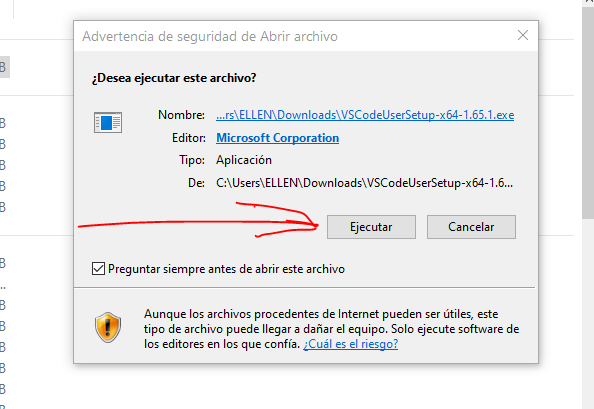 Advertencia de seguridad de Abrir archivo
¿Desea ejecutar este archivo?
Nombre: ...rs\ELLEN\Downloads\VSCodeUserSetup-x64-1.65.1.exe
Editor: Microsoft Corporation
Tipo: Aplicación
De: C:\Users\ELLEN\Downloads\VSCodeUserSetup-x64-1.6...
Ejecutar Cancelar
Preguntar siempre antes de abrir este archivo
Aunque los archivos procedentes de Internet pueden ser útiles, este
tipo de archivo puede llegar a dañar el equipo. Solo ejecute software de
los editores en los que confía. ¿Cuál es el riesgo?
B
B
B
B
B
B
B
..
B
B
B
B
B